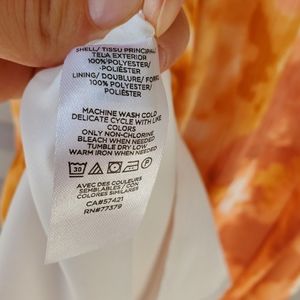 SHELL/ TISSU PRINCIPAL/
TELA EXTERIOR
100% POLYESTER/
POLIÉSTER
LINING/ DOUBLURE/ FORRO
100% POLYESTER/
POLIÉSTER
MACHINE WASH COLD
DELICATE CYCLE WITH LIKE
COLORS
ONLY NON-CHLORINE
BLEACH WHEN NEEDED
TUMBLE DRY LOW
WARM IRON WHEN NEEDED
30 P
AVEC DES COULEURS
SEMBLABLES / CON
COLORES SIMILARES
CA#57421
RN#77379